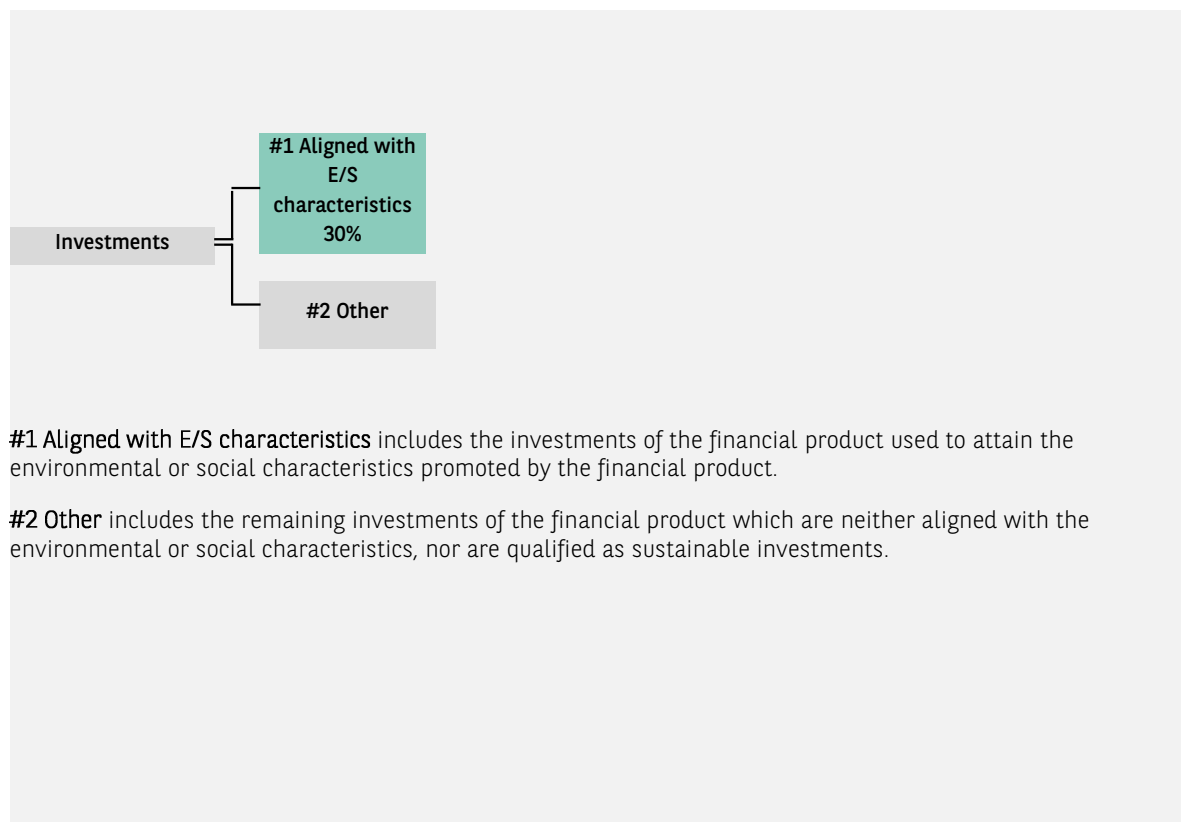 #1 Aligned with
E/S
characteristics
30%
Investments
#2 Other
#1 Aligned with E/S characteristics includes the investments of the financial product used to attain the
environmental or social characteristics promoted by the financial product.
#2 Other includes the remaining investments of the financial product which are neither aligned with the
environmental or social characteristics, nor are qualified as sustainable investments.